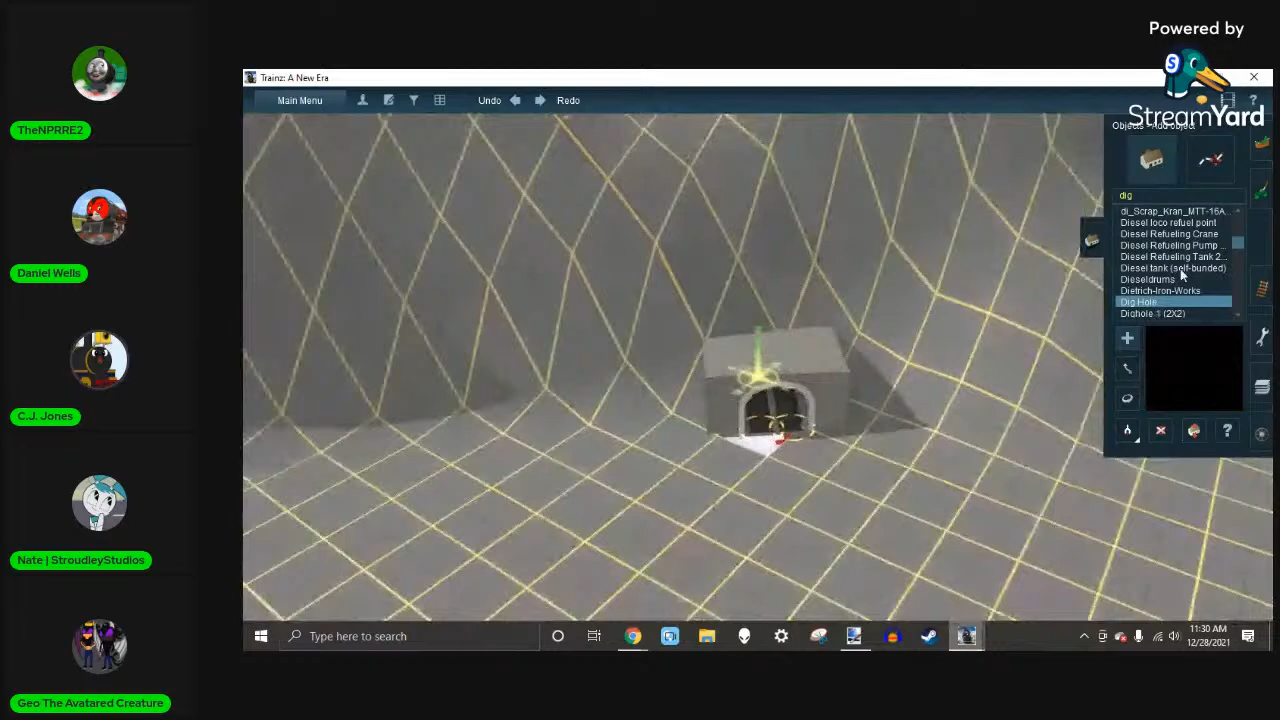 Powered by
StreamYard
TheNPRRE2
Daniel Wells
C.J. Jones
Nate | StroudleyStudios
Geo The Avatared Creature
Trainz: A New Era
Main Menu
Undo
Redo
?
Objects - Add object
dig
di_Scrap_Kran_MTT-16A...
Diesel loco refuel point
Diesel Refueling Crane
Diesel Refueling Pump ...
Diesel Refueling Tank 2...
Diesel tank (self-bunded)
Dieseldrums
Dietrich-Iron-Works
Dig Hole
Dighole 1 (2X2)
?
Type here to search
11:30 AM
12/28/2021